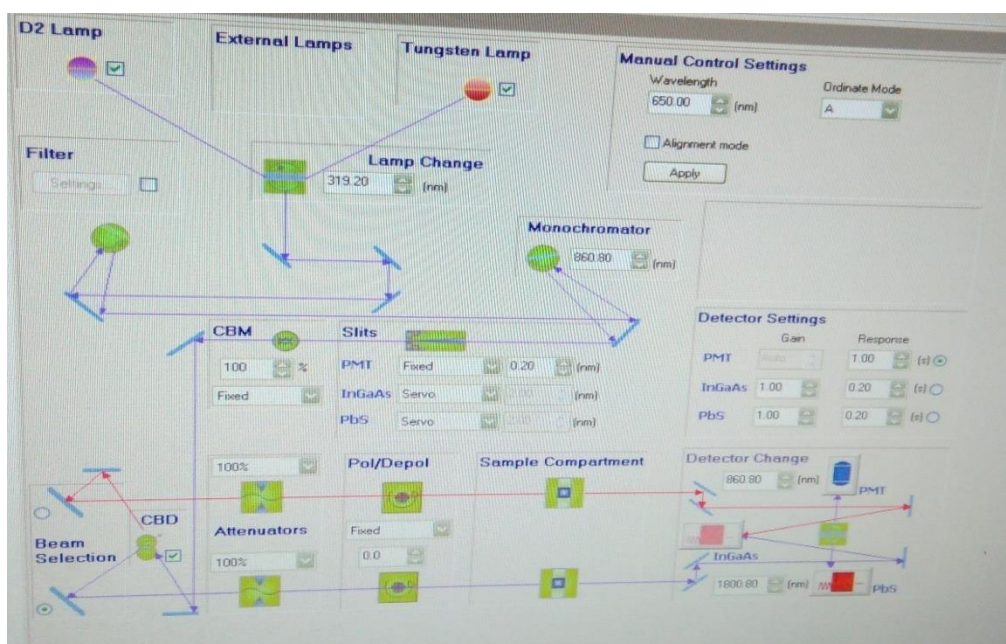 D2 Lamp
External Lamps
Tungsten Lamp
Manual Control Settings
Wavelength
Ordinate Mode
650.00 (nm)
A
Alignment mode
Apply
Filter
Settings
Lamp Change
319.20 (nm)
Monochromator
860.80 (nm)
CBM
100 %
Fixed
Slits
PMT Fixed 0.20 (nm)
InGaAs Servo 2.00 (nm)
PbS Servo 2.00 (nm)
Detector Settings
Gain Response
PMT Auto 1.00 (s)
InGaAs 1.00 0.20 (s)
PbS 1.00 0.20 (s)
100%
Pol/Depol
Sample Compartment
Detector Change
860.80 (nm)
PMT
CBD
Beam
Selection
Attenuators
100%
Fixed
0.0
InGaAs
1800.80 (nm)
PbS